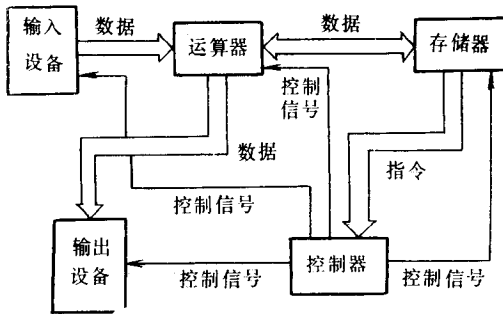 输入
设备
数据
运算器
数据
存储器
控制
信号
数据
指令
控制信号
输出
设备
控制信号
控制器
控制信号